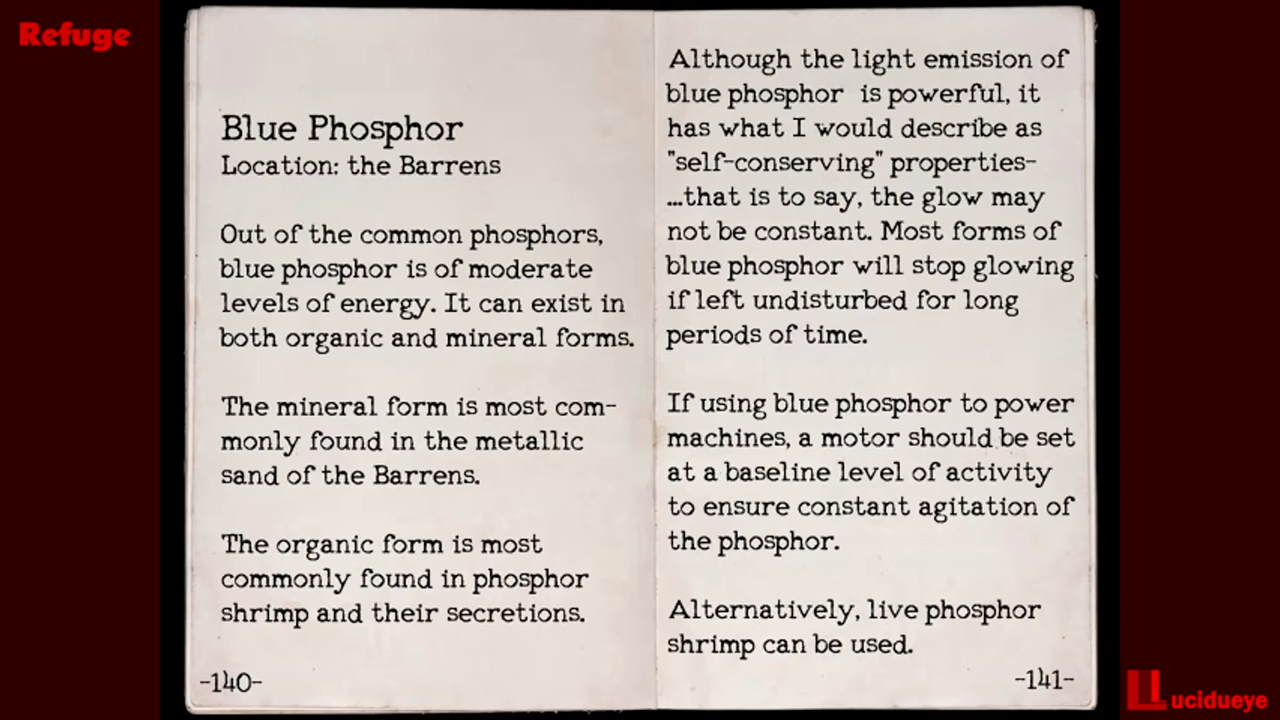 Refuge
Blue Phosphor
Location: the Barrens
Out of the common phosphors,
blue phosphor is of moderate
levels of energy. It can exist in
both organic and mineral forms.
The mineral form is most com-
monly found in the metallic
sand of the Barrens.
The organic form is most
commonly found in phosphor
shrimp and their secretions.
-140-
Although the light emission of
blue phosphor is powerful, it
has what I would describe as
"self-conserving" properties-
...that is to say, the glow may
not be constant. Most forms of
blue phosphor will stop glowing
if left undisturbed for long
periods of time.
If using blue phosphor to power
machines, a motor should be set
at a baseline level of activity
to ensure constant agitation of
the phosphor.
Alternatively, live phosphor
shrimp can be used.
-141-
Lucidueye